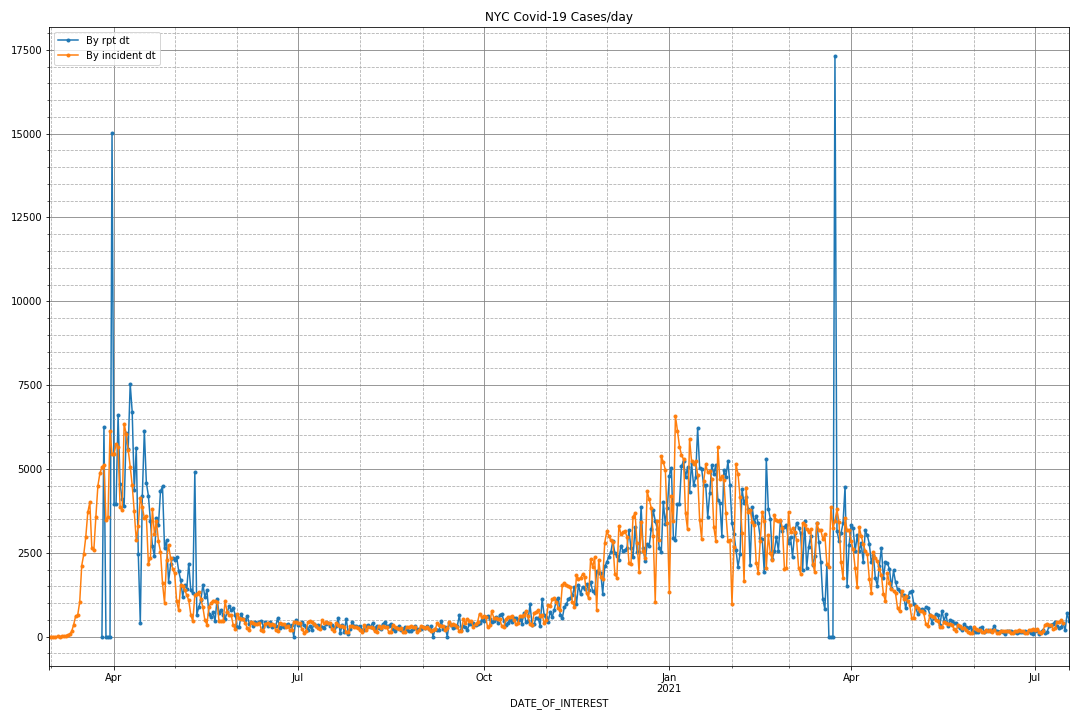 NYC Covid-19 Cases/day
By rpt dt
By incident dt
17500
15000
12500
10000
7500
5000
2500
0
Apr
Jul
Oct
Jan
2021
Apr
Jul
DATE_OF_INTEREST